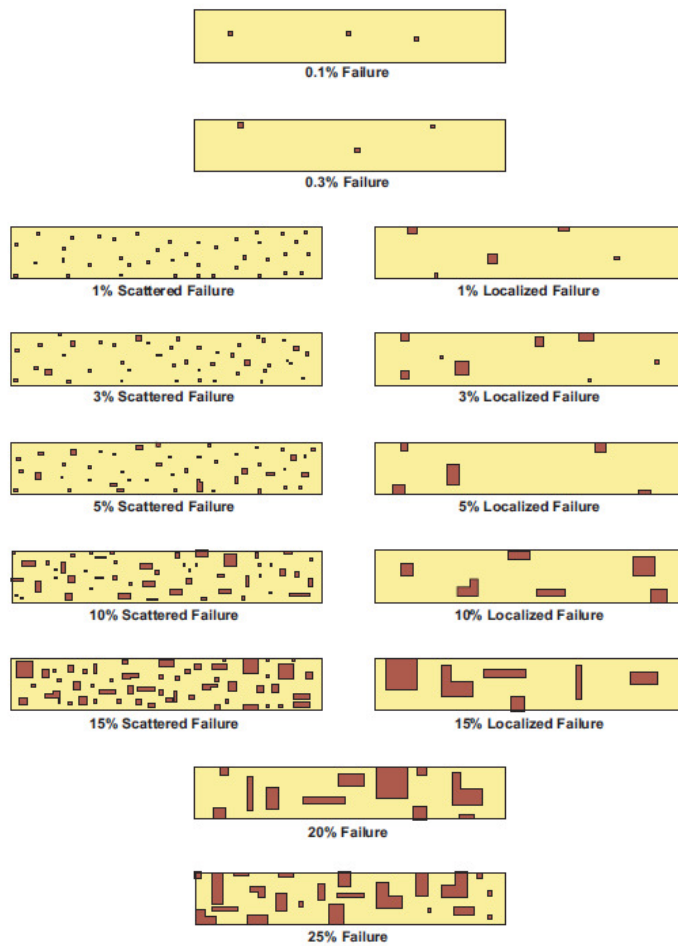 0.1% Failure
0.3% Failure
1% Scattered Failure
1% Localized Failure
3% Scattered Failure
3% Localized Failure
5% Scattered Failure
5% Localized Failure
10% Scattered Failure
10% Localized Failure
15% Scattered Failure
15% Localized Failure
20% Failure
25% Failure